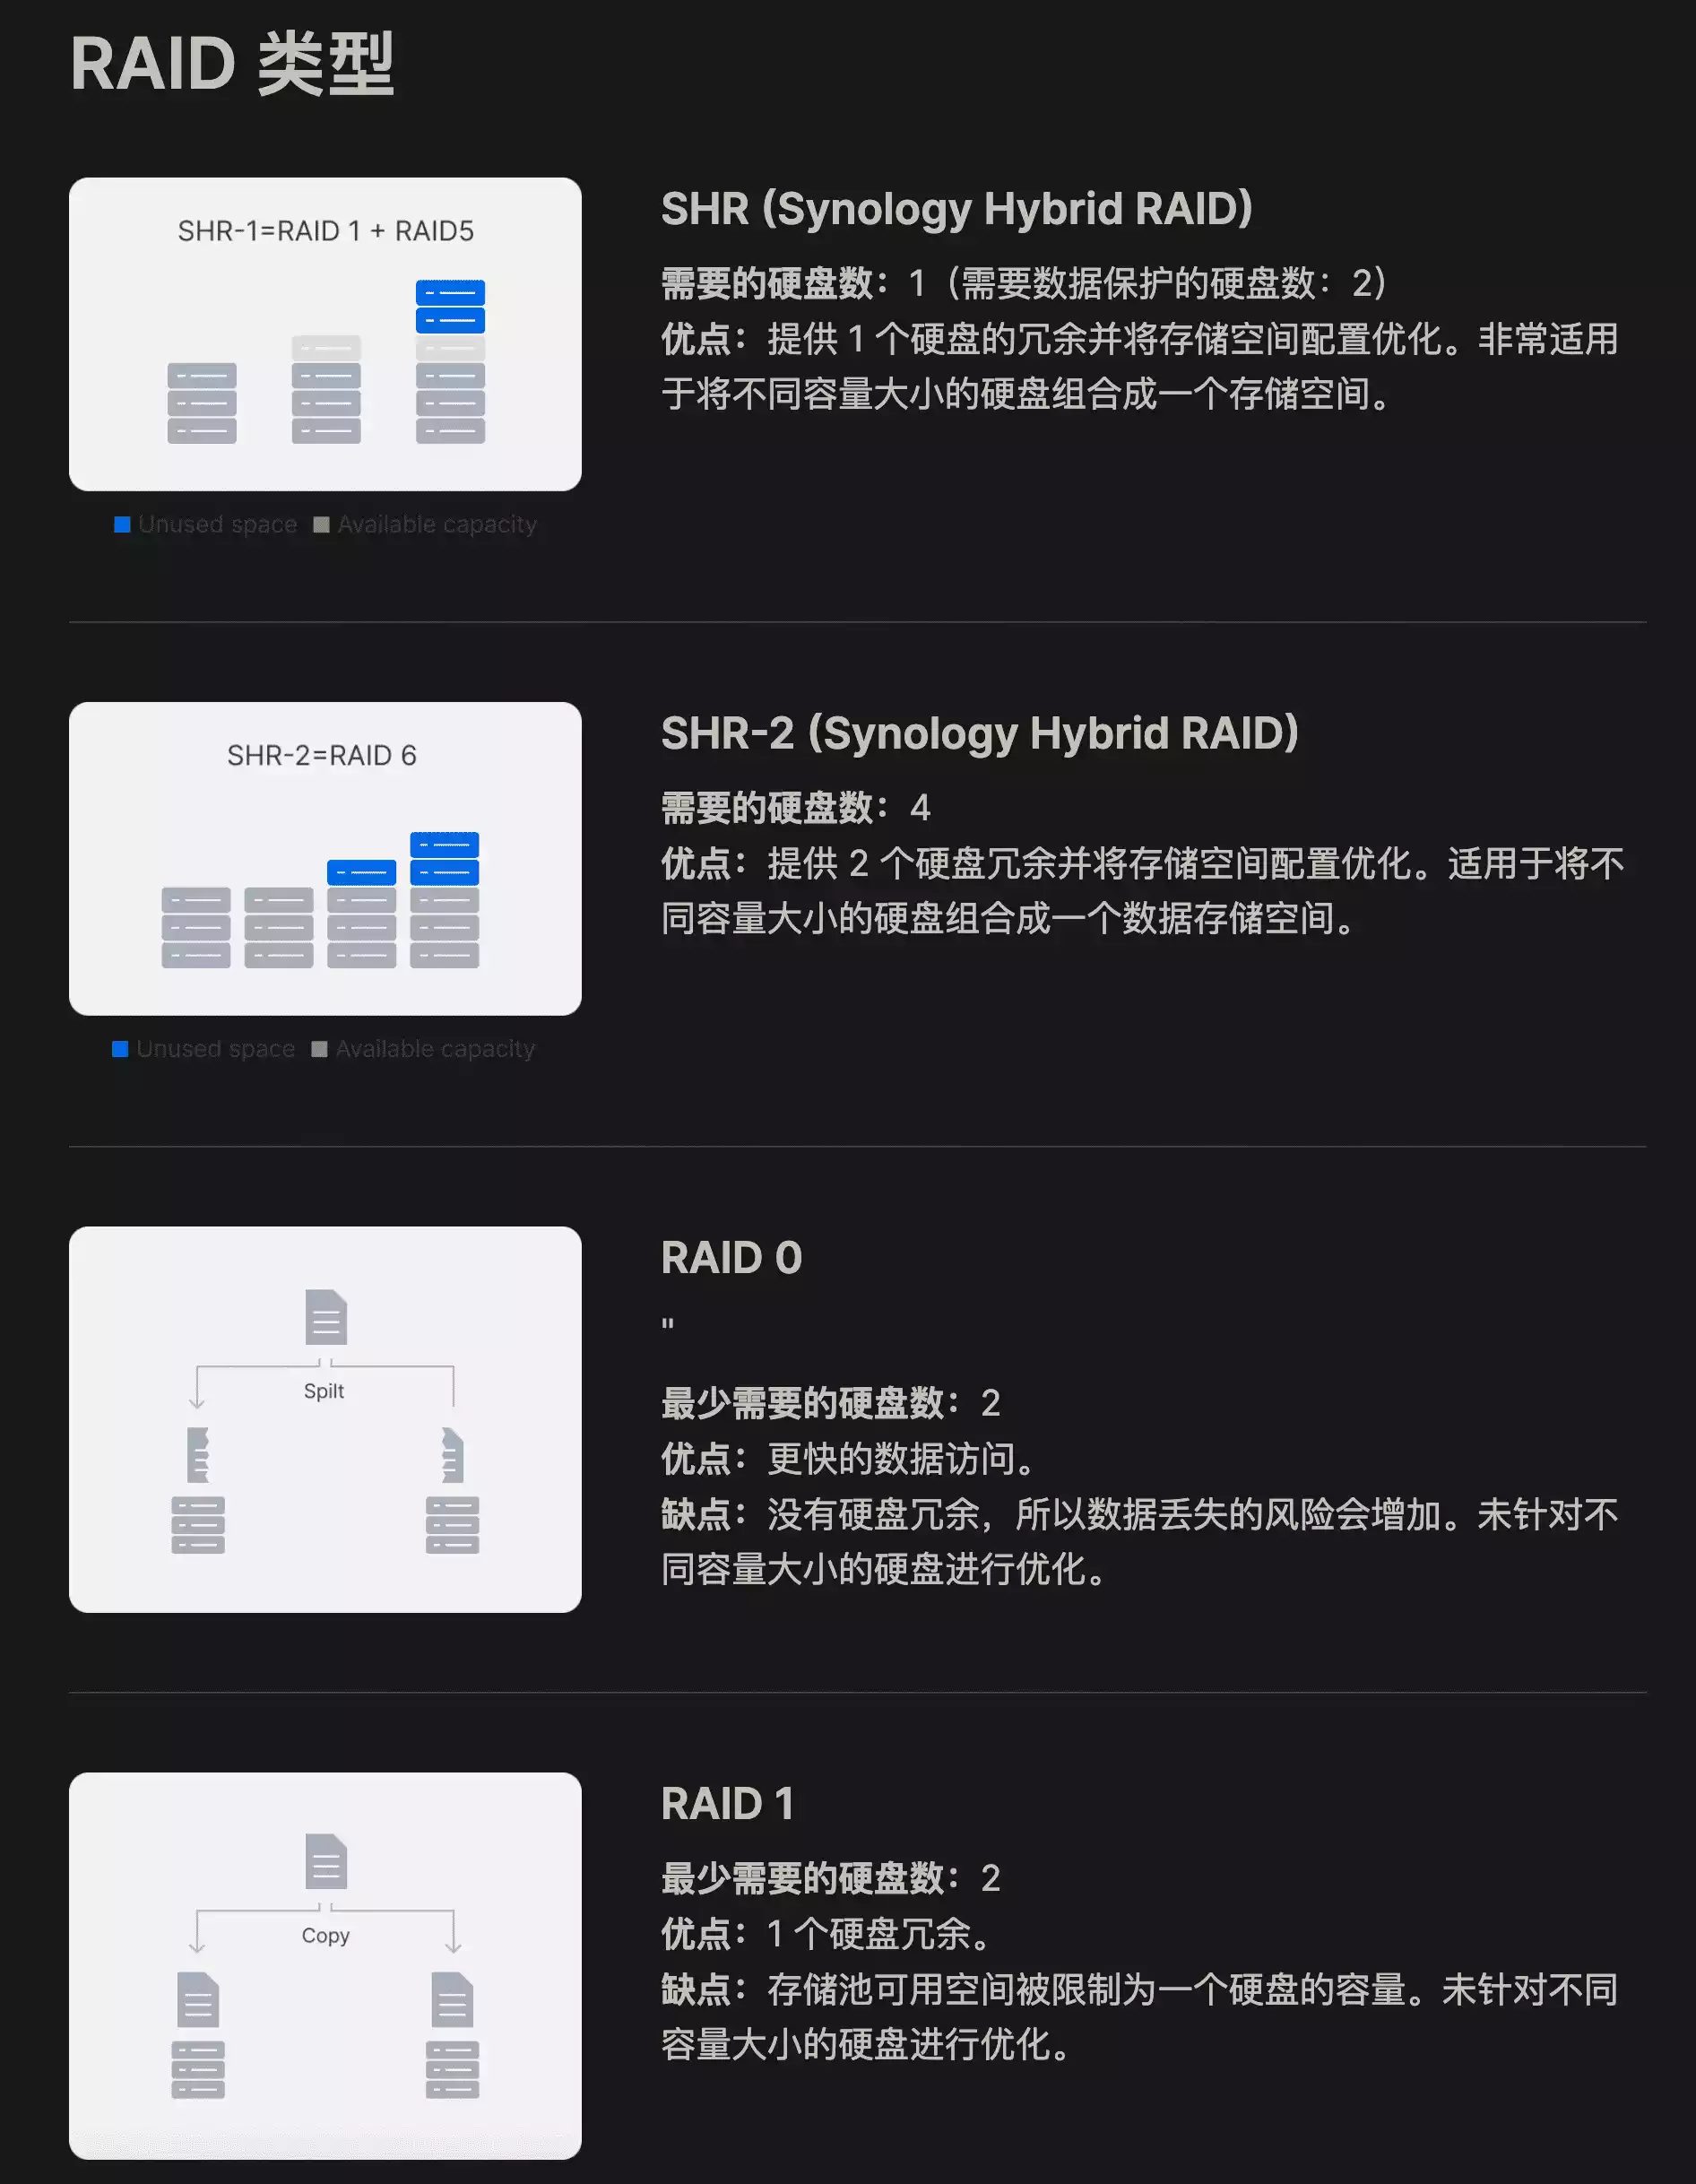 RAID 类型
SHR-1=RAID 1 + RAID5
Unused space Available capacity
SHR (Synology Hybrid RAID)
需要的硬盘数：1（需要数据保护的硬盘数：2）
优点：提供 1 个硬盘的冗余并将存储空间配置优化。非常适用
于将不同容量大小的硬盘组合成一个存储空间。
SHR-2=RAID 6
Unused space Available capacity
SHR-2 (Synology Hybrid RAID)
需要的硬盘数：4
优点：提供 2 个硬盘冗余并将存储空间配置优化。适用于将不
同容量大小的硬盘组合成一个数据存储空间。
Spilt
RAID 0
"
最少需要的硬盘数：2
优点：更快的数据访问。
缺点：没有硬盘冗余，所以数据丢失的风险会增加。未针对不
同容量大小的硬盘进行优化。
Copy
RAID 1
最少需要的硬盘数：2
优点：1 个硬盘冗余。
缺点：存储池可用空间被限制为一个硬盘的容量。未针对不同
容量大小的硬盘进行优化。